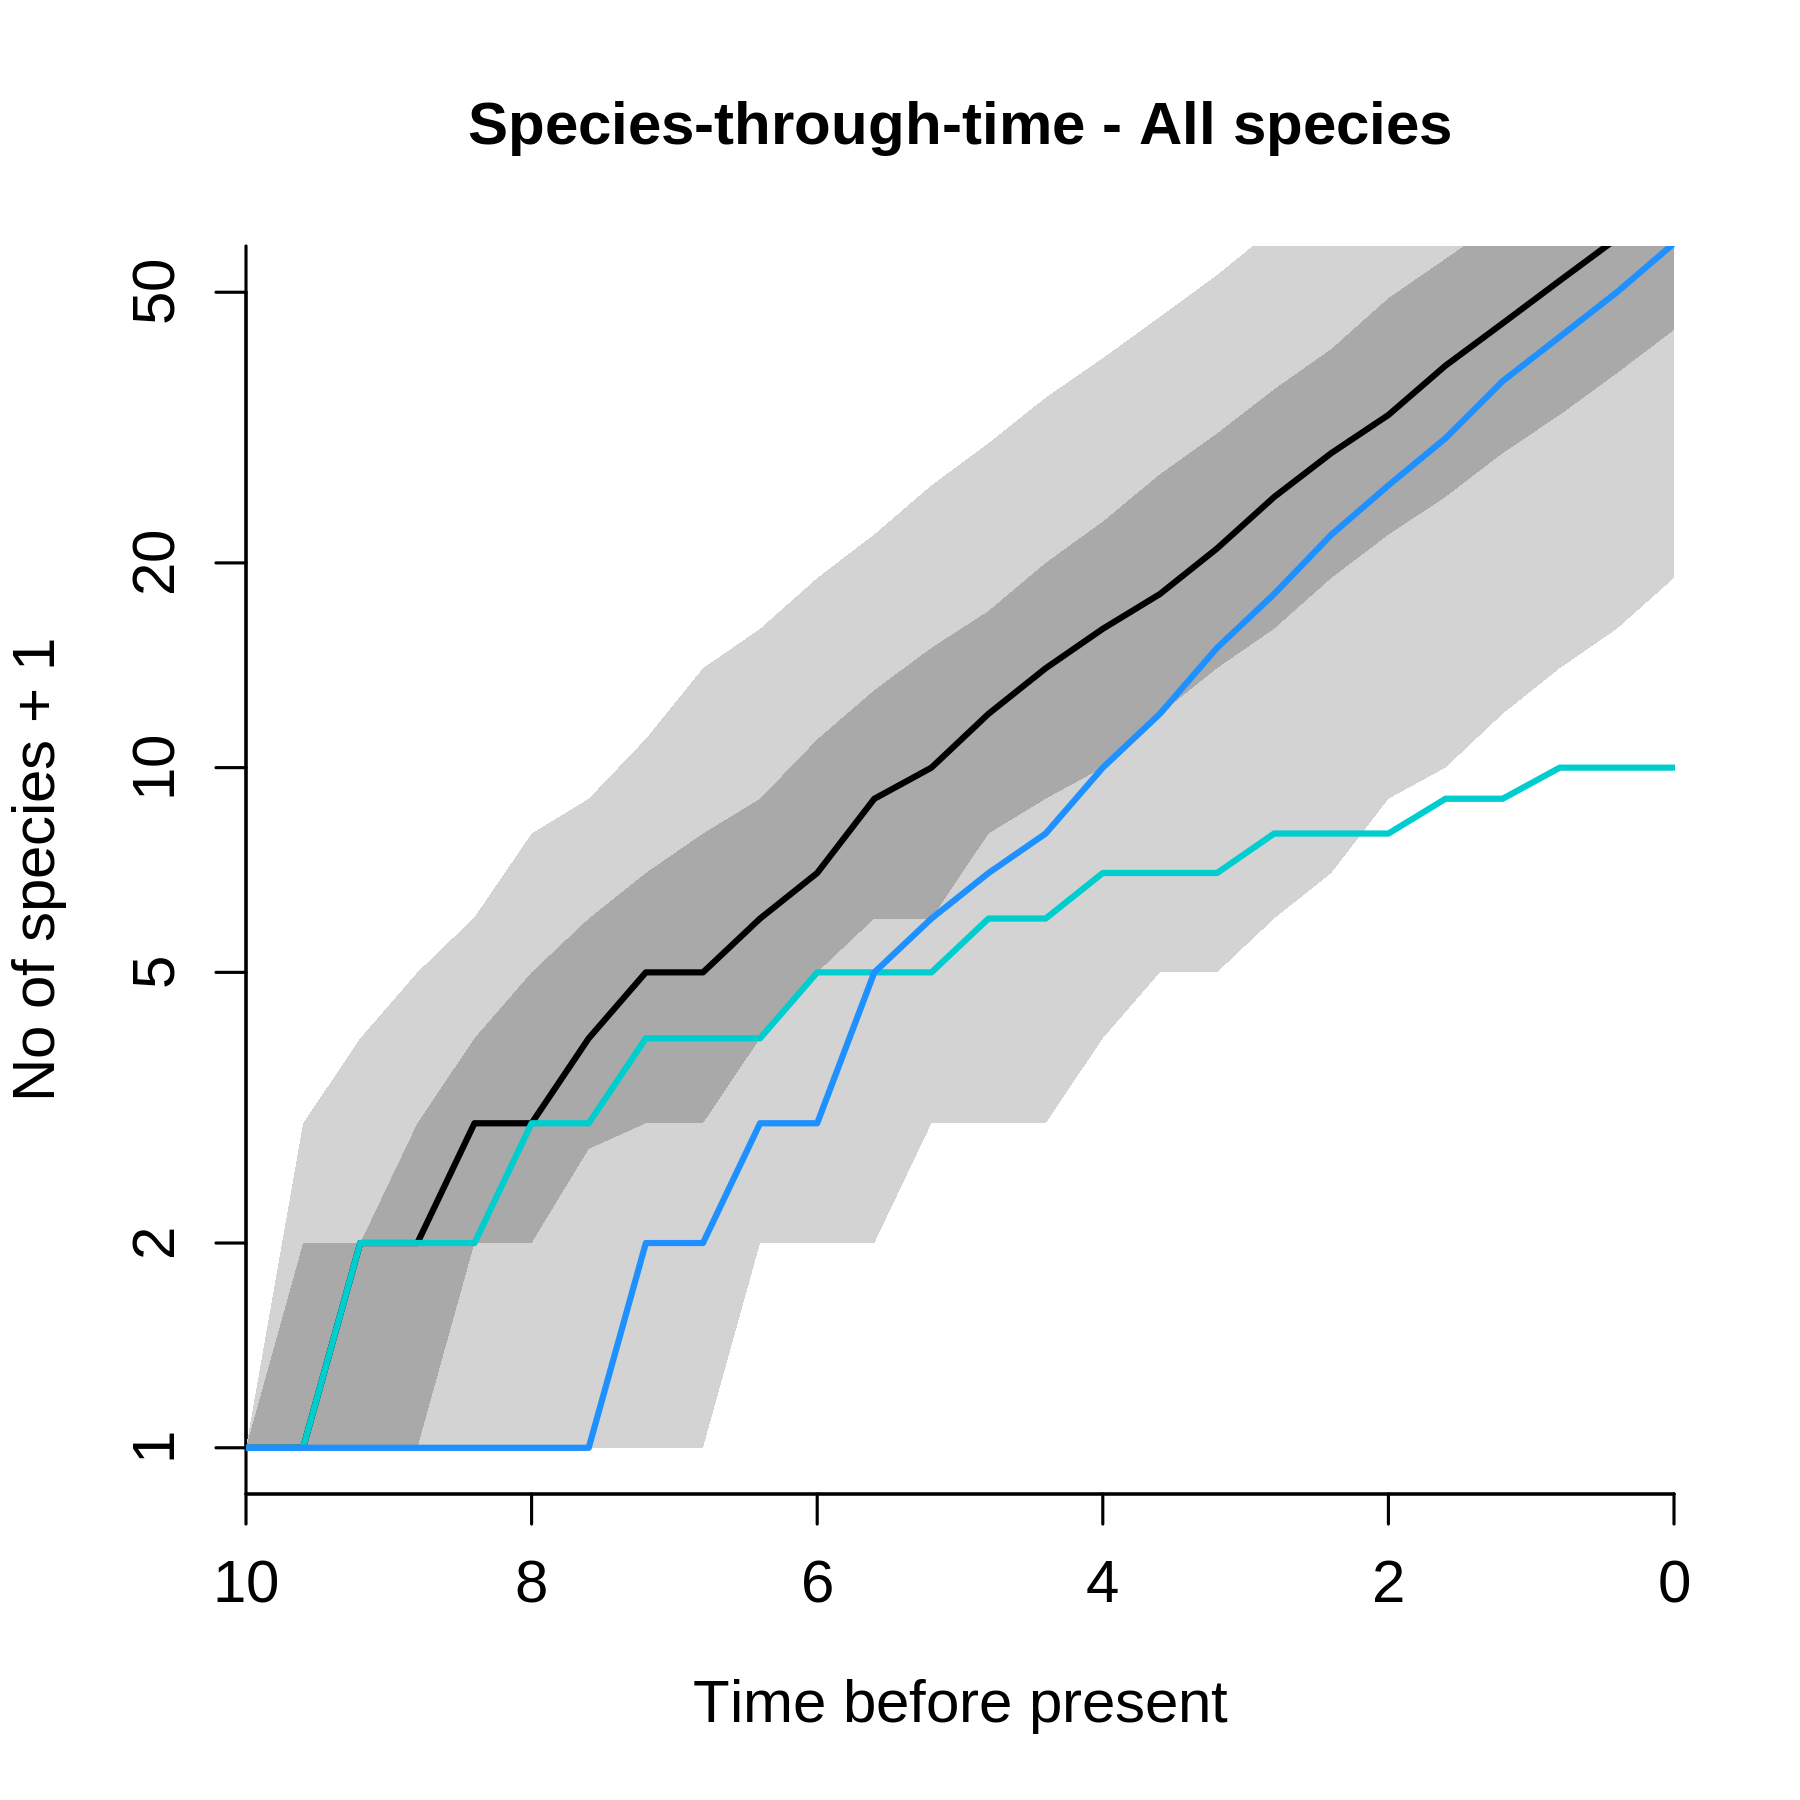 Species-through-time - All species
No of species + 1
50
20
10
5
2
1
10 8 6 4 2 0
Time before present